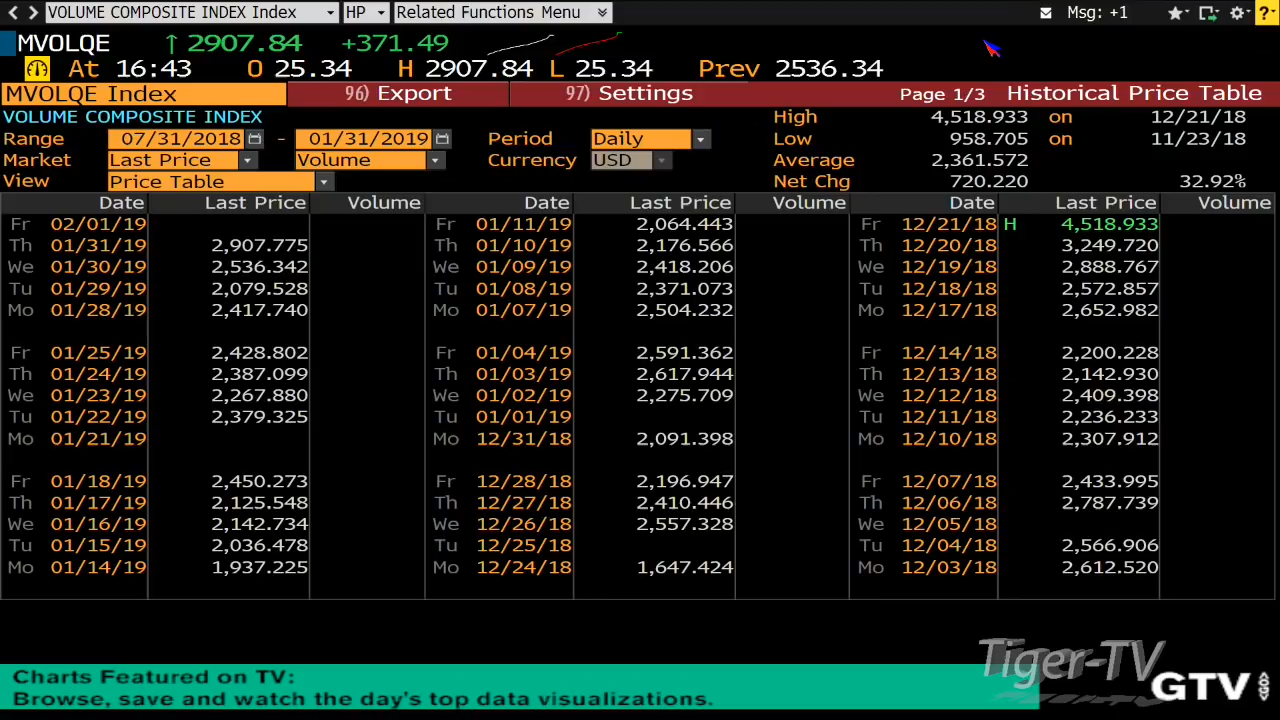 VOLUME COMPOSITE INDEX Index HP Related Functions Menu Msg: +1 ?
MVOLQE ↑ 2907.84 +371.49
At 16:43 O 25.34 H 2907.84 L 25.34 Prev 2536.34
MVOLQE Index 96) Export 97) Settings Page 1/3 Historical Price Table
VOLUME COMPOSITE INDEX High 4,518.933 on 12/21/18
Range 07/31/2018 - 01/31/2019 Period Daily Low 958.705 on 11/23/18
Market Last Price Volume Currency USD Average 2,361.572
View Price Table Net Chg 720.220 32.92%
Date Last Price Volume Date Last Price Volume Date Last Price Volume
Fr 02/01/19 Fr 01/11/19 2,064.443 Fr 12/21/18 H 4,518.933
Th 01/31/19 2,907.775 Th 01/10/19 2,176.566 Th 12/20/18 3,249.720
We 01/30/19 2,536.342 We 01/09/19 2,418.206 We 12/19/18 2,888.767
Tu 01/29/19 2,079.528 Tu 01/08/19 2,371.073 Tu 12/18/18 2,572.857
Mo 01/28/19 2,417.740 Mo 01/07/19 2,504.232 Mo 12/17/18 2,652.982
Fr 01/25/19 2,428.802 Fr 01/04/19 2,591.362 Fr 12/14/18 2,200.228
Th 01/24/19 2,387.099 Th 01/03/19 2,617.944 Th 12/13/18 2,142.930
We 01/23/19 2,267.880 We 01/02/19 2,275.709 We 12/12/18 2,409.398
Tu 01/22/19 2,379.325 Tu 01/01/19 Tu 12/11/18 2,236.233
Mo 01/21/19 Mo 12/31/18 2,091.398 Mo 12/10/18 2,307.912
Fr 01/18/19 2,450.273 Fr 12/28/18 2,196.947 Fr 12/07/18 2,433.995
Th 01/17/19 2,125.548 Th 12/27/18 2,410.446 Th 12/06/18 2,787.739
We 01/16/19 2,142.734 We 12/26/18 2,557.328 We 12/05/18
Tu 01/15/19 2,036.478 Tu 12/25/18 Tu 12/04/18 2,566.906
Mo 01/14/19 1,937.225 Mo 12/24/18 1,647.424 Mo 12/03/18 2,612.520
Tiger-TV
Charts Featured on TV:
Browse, save and watch the day's top data visualizations.
GTV